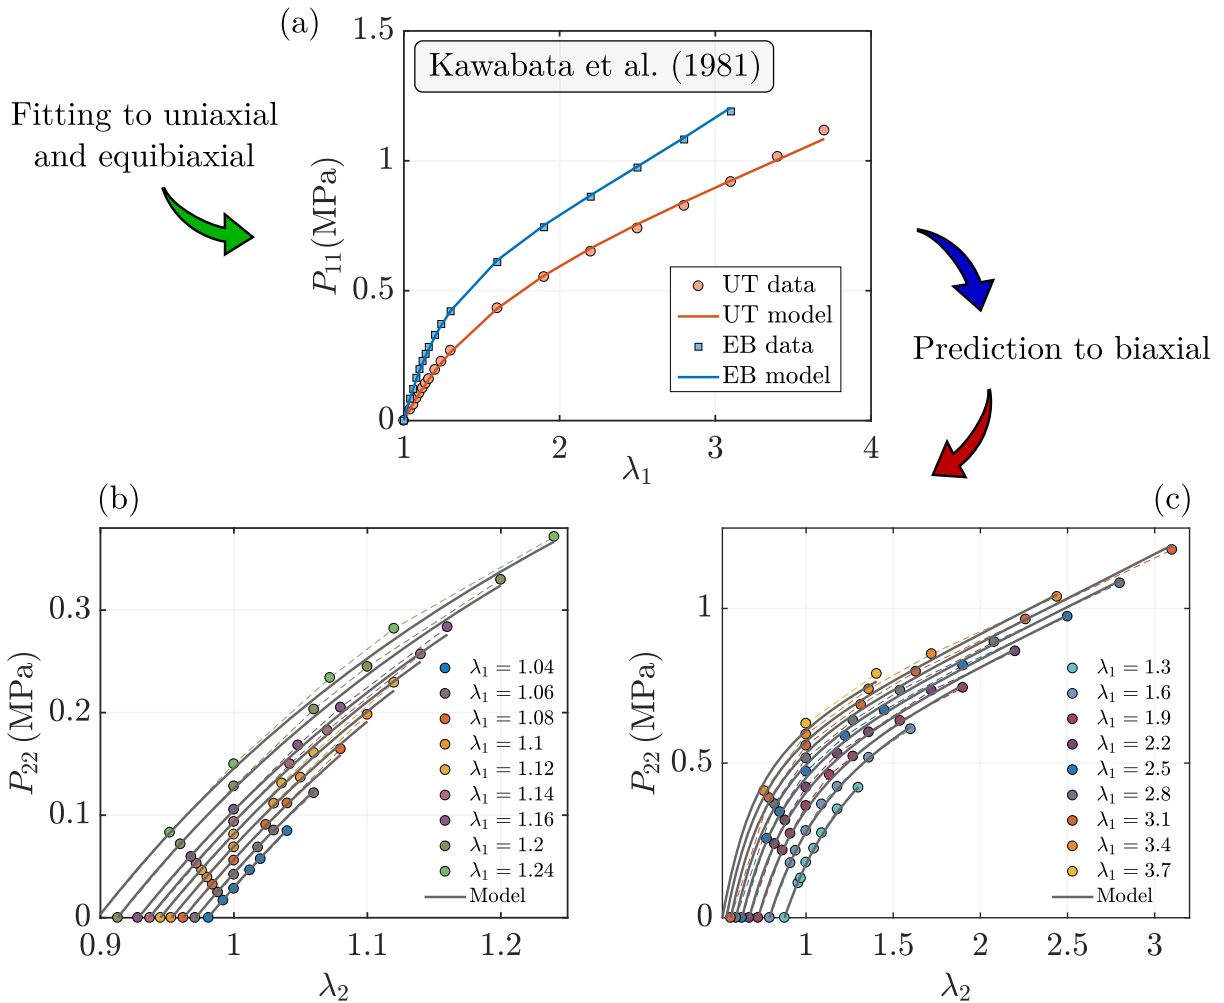 (a)
Kawabata et al. (1981)
Fitting to uniaxial
and equibiaxial
1.5
1
0.5
0
P₁₁(MPa)
UT data
UT model
EB data
EB model
1 2 3 4
λ₁
Prediction to biaxial
(b)
0.3
0.2
0.1
0
P₂₂ (MPa)
λ₁ = 1.04
λ₁ = 1.06
λ₁ = 1.08
λ₁ = 1.1
λ₁ = 1.12
λ₁ = 1.14
λ₁ = 1.16
λ₁ = 1.2
λ₁ = 1.24
Model
0.9 1 1.1 1.2
λ₂
(c)
1
0.5
0
P₂₂ (MPa)
λ₁ = 1.3
λ₁ = 1.6
λ₁ = 1.9
λ₁ = 2.2
λ₁ = 2.5
λ₁ = 2.8
λ₁ = 3.1
λ₁ = 3.4
λ₁ = 3.7
Model
1 1.5 2 2.5 3
λ₂